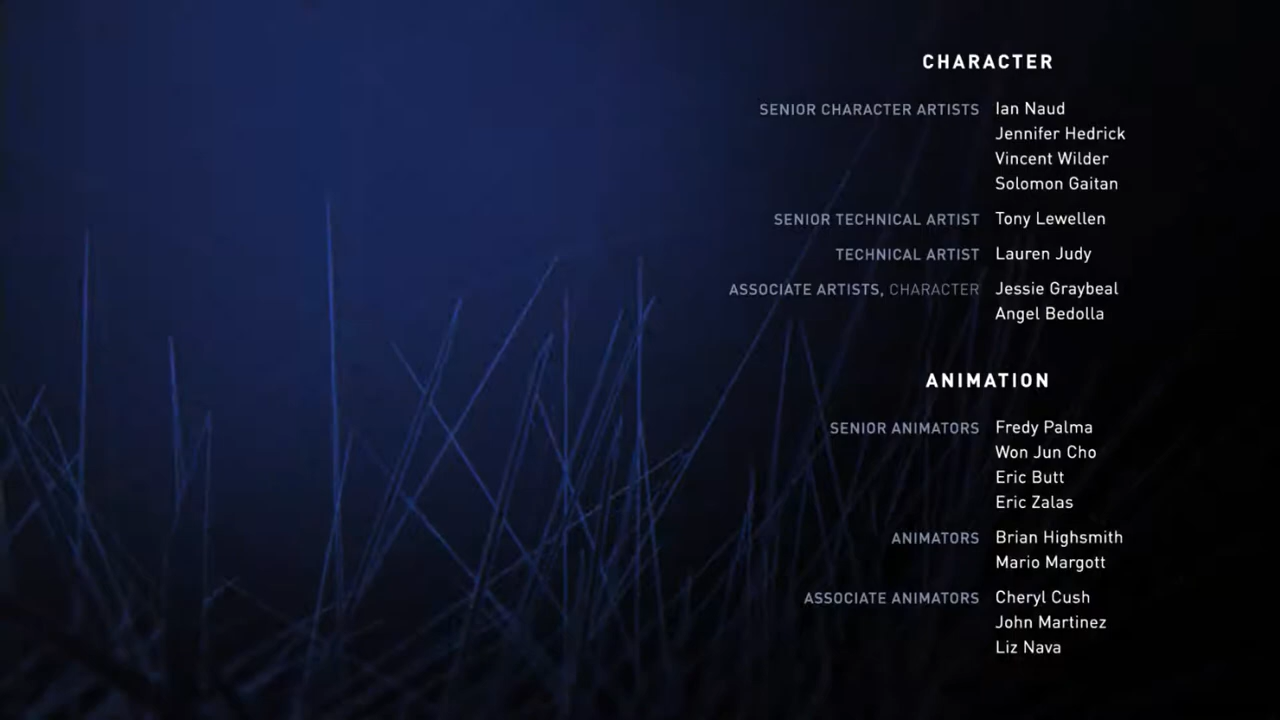 CHARACTER
SENIOR CHARACTER ARTISTS Ian Naud
Jennifer Hedrick
Vincent Wilder
Solomon Gaitan
SENIOR TECHNICAL ARTIST Tony Lewellen
TECHNICAL ARTIST Lauren Judy
ASSOCIATE ARTISTS, CHARACTER Jessie Graybeal
Angel Bedolla
ANIMATION
SENIOR ANIMATORS Fredy Palma
Won Jun Cho
Eric Butt
Eric Zalas
ANIMATORS Brian Highsmith
Mario Margott
ASSOCIATE ANIMATORS Cheryl Cush
John Martinez
Liz Nava